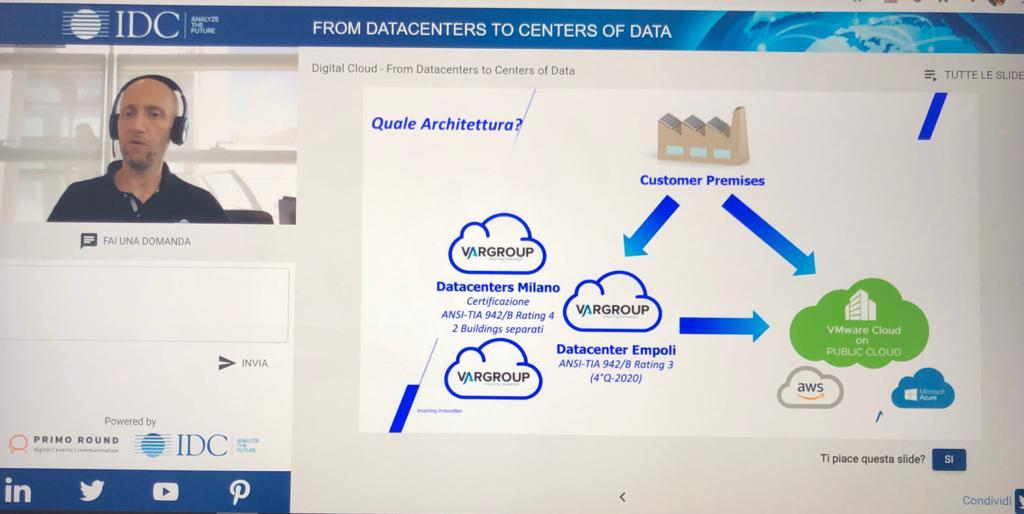 IDC ANALYZE THE FUTURE
FROM DATACENTERS TO CENTERS OF DATA
Digital Cloud - From Datacenters to Centers of Data
TUTTE LE SLIDE
Quale Architettura?
Customer Premises
VARGROUP
Datacenters Milano
Certificazione
ANSI-TIA 942/B Rating 4
2 Buildings separati
VARGROUP
VARGROUP
Datacenter Empoli
ANSI-TIA 942/B Rating 3
(4°Q-2020)
VMware Cloud
on
PUBLIC CLOUD
aws
Microsoft
Azure
inspiring innovation
FAI UNA DOMANDA
INVIA
Powered by
PRIMO ROUND
digital | events | communication
IDC ANALYZE THE FUTURE
in
Ti piace questa slide? SI
Condividi